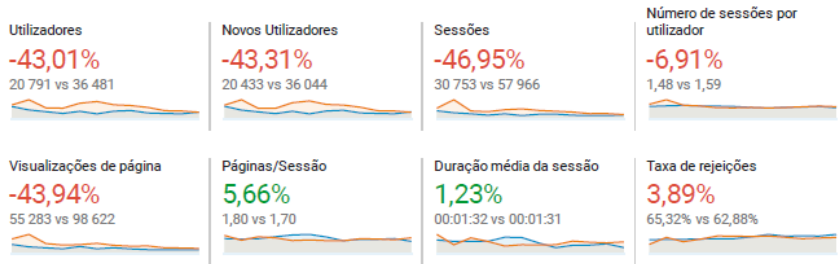 Utilizadores
-43,01%
20 791 vs 36 481
Novos Utilizadores
-43,31%
20 433 vs 36 044
Sessões
-46,95%
30 753 vs 57 966
Número de sessões por
utilizador
-6,91%
1,48 vs 1,59
Visualizações de página
-43,94%
55 283 vs 98 622
Páginas/Sessão
5,66%
1,80 vs 1,70
Duração média da sessão
1,23%
00:01:32 vs 00:01:31
Taxa de rejeições
3,89%
65,32% vs 62,88%